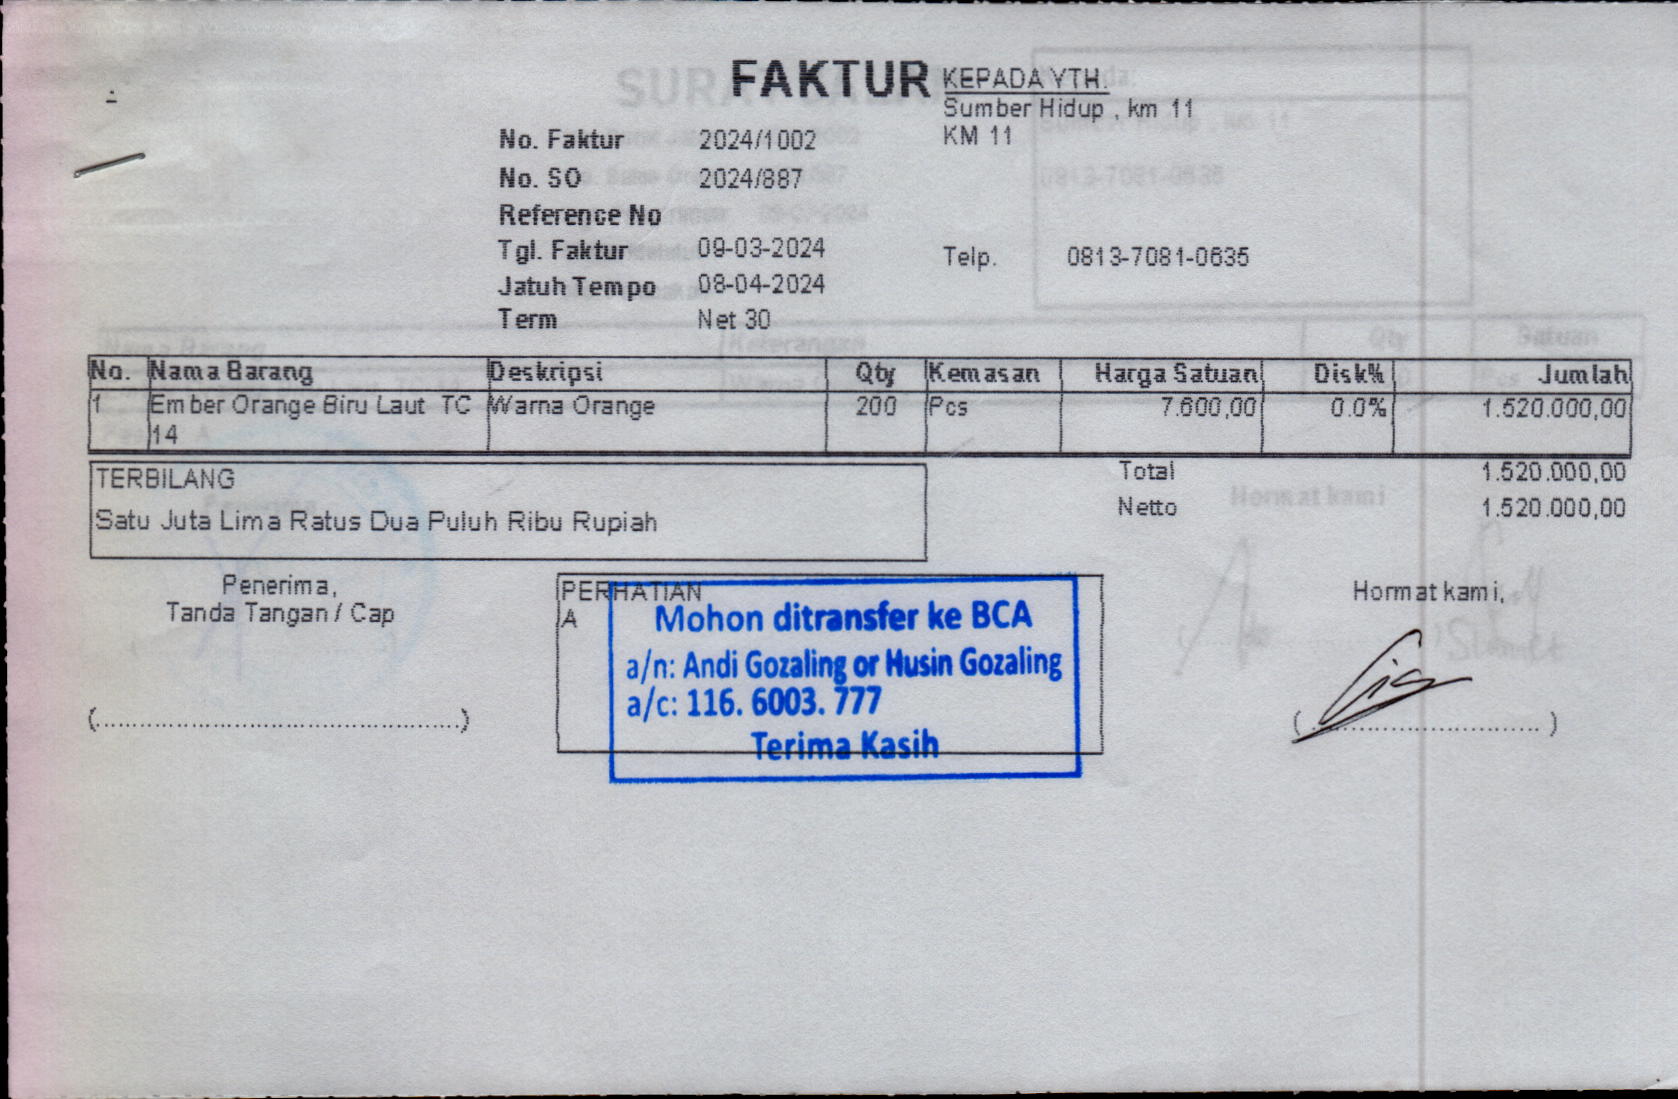 FAKTUR
KEPADA YTH.
Sumber Hidup , km 11
KM 11
No. Faktur 2024/1002
No. SO 2024/887
Reference No
Tgl. Faktur 09-03-2024
Telp. 0813-7081-0635
Jatuh Tempo 08-04-2024
Term Net 30
No. Nama Barang Deskripsi Qty Kemasan Harga Satuan Disk% Jumlah
1 Ember Orange Biru Laut TC Warna Orange 200 Pcs 7.600,00 0.0% 1.520.000,00
14
TERBILANG
Satu Juta Lima Ratus Dua Puluh Ribu Rupiah
Total 1.520.000,00
Netto 1.520.000,00
Penerima,
Tanda Tangan / Cap
(..............................................)
PERHATIAN
A
Mohon ditransfer ke BCA
a/n: Andi Gozaling or Husin Gozaling
a/c: 116. 6003. 777
Terima Kasih
Hormat kami,
(..............................)